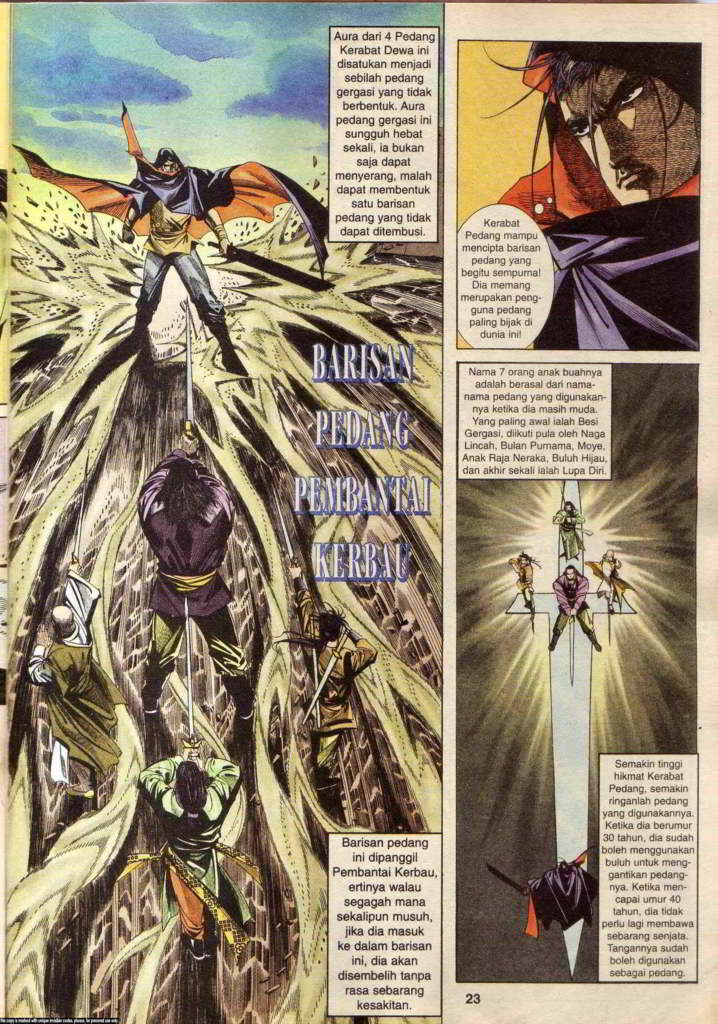 Aura dari 4 Pedang
Kerabat Dewa ini
disatukan menjadi
sebilah pedang
gergasi yang tidak
berbentuk. Aura
pedang gergasi ini
sungguh hebat
sekali, ia bukan
saja dapat
menyerang, malah
dapat membentuk
satu barisan
pedang yang tidak
dapat ditembusi.
BARISAN
PEDANG
PEMBANTAI
KERBAU
Barisan pedang
ini dipanggil
Pembantai Kerbau,
ertinya walau
segagah mana
sekalipun musuh,
jika dia masuk
ke dalam barisan
ini, dia akan
disembelih tanpa
rasa sebarang
kesakitan.
Kerabat
Pedang mampu
mencipta barisan
pedang yang
begitu sempurna!
Dia memang
merupakan peng-
guna pedang
paling bijak di
dunia ini!
Nama 7 orang anak buahnya
adalah berasal dari nama-
nama pedang yang digunakan-
nya ketika dia masih muda.
Yang paling awal ialah Besi
Gergasi, diikuti pula oleh Naga
Lincah, Bulan Purnama, Moye,
Anak Raja Neraka, Buluh Hijau,
dan akhir sekali ialah Lupa Diri.
Semakin tinggi
hikmat Kerabat
Pedang, semakin
ringanlah pedang
yang digunakannya.
Ketika dia berumur
30 tahun, dia sudah
boleh menggunakan
buluh untuk meng-
gantikan pedang-
nya. Ketika men-
capai umur 40
tahun, dia tidak
perlu lagi membawa
sebarang senjata.
Tangannya sudah
boleh digunakan
sebagai pedang.
23